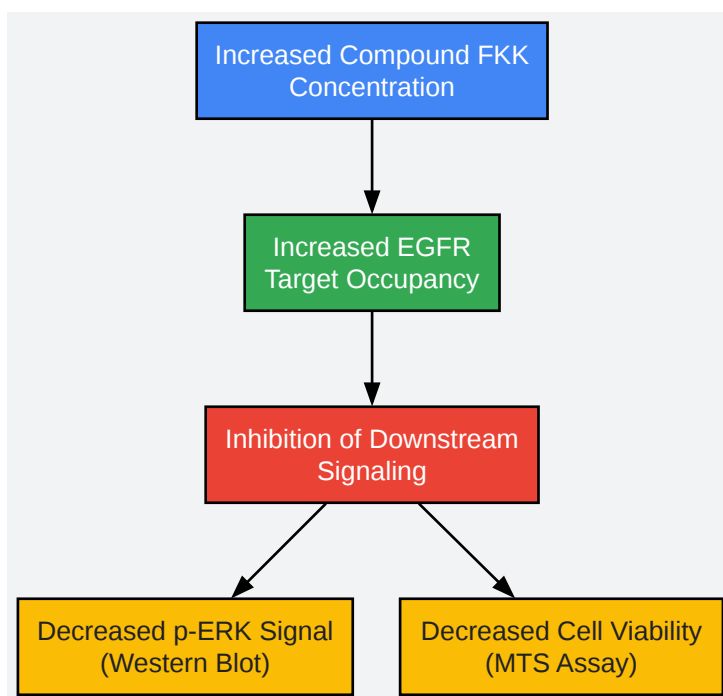 Increased Compound FKK
Concentration
Increased EGFR
Target Occupancy
Inhibition of Downstream
Signaling
Decreased p-ERK Signal
(Western Blot)
Decreased Cell Viability
(MTS Assay)